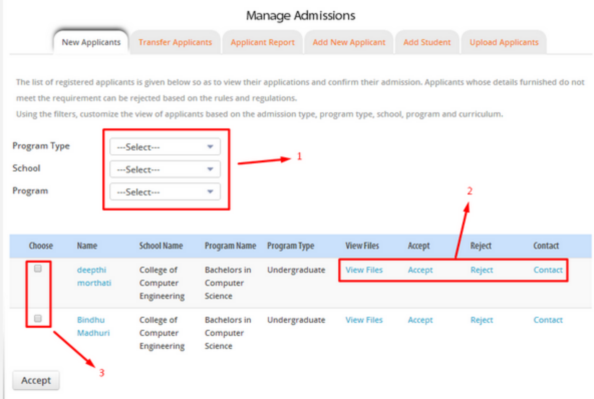 Manage Admissions
New Applicants Transfer Applicants Applicant Report Add New Applicant Add Student Upload Applicants
The list of registered applicants is given below so as to view their applications and confirm their admission. Applicants whose details furnished do not
meet the requirement can be rejected based on the rules and regulations.
Using the filters, customize the view of applicants based on the admission type, program type, school, program and curriculum.
Program Type ---Select---
1
School ---Select---
Program ---Select---
2
Choose Name School Name Program Name Program Type View Files Accept Reject Contact
deepthi College of Bachelors in Undergraduate View Files Accept Reject Contact
morthati Computer Computer
Engineering Science
Bindhu College of Bachelors in Undergraduate View Files Accept Reject Contact
Madhuri Computer Computer
Engineering Science
3
Accept